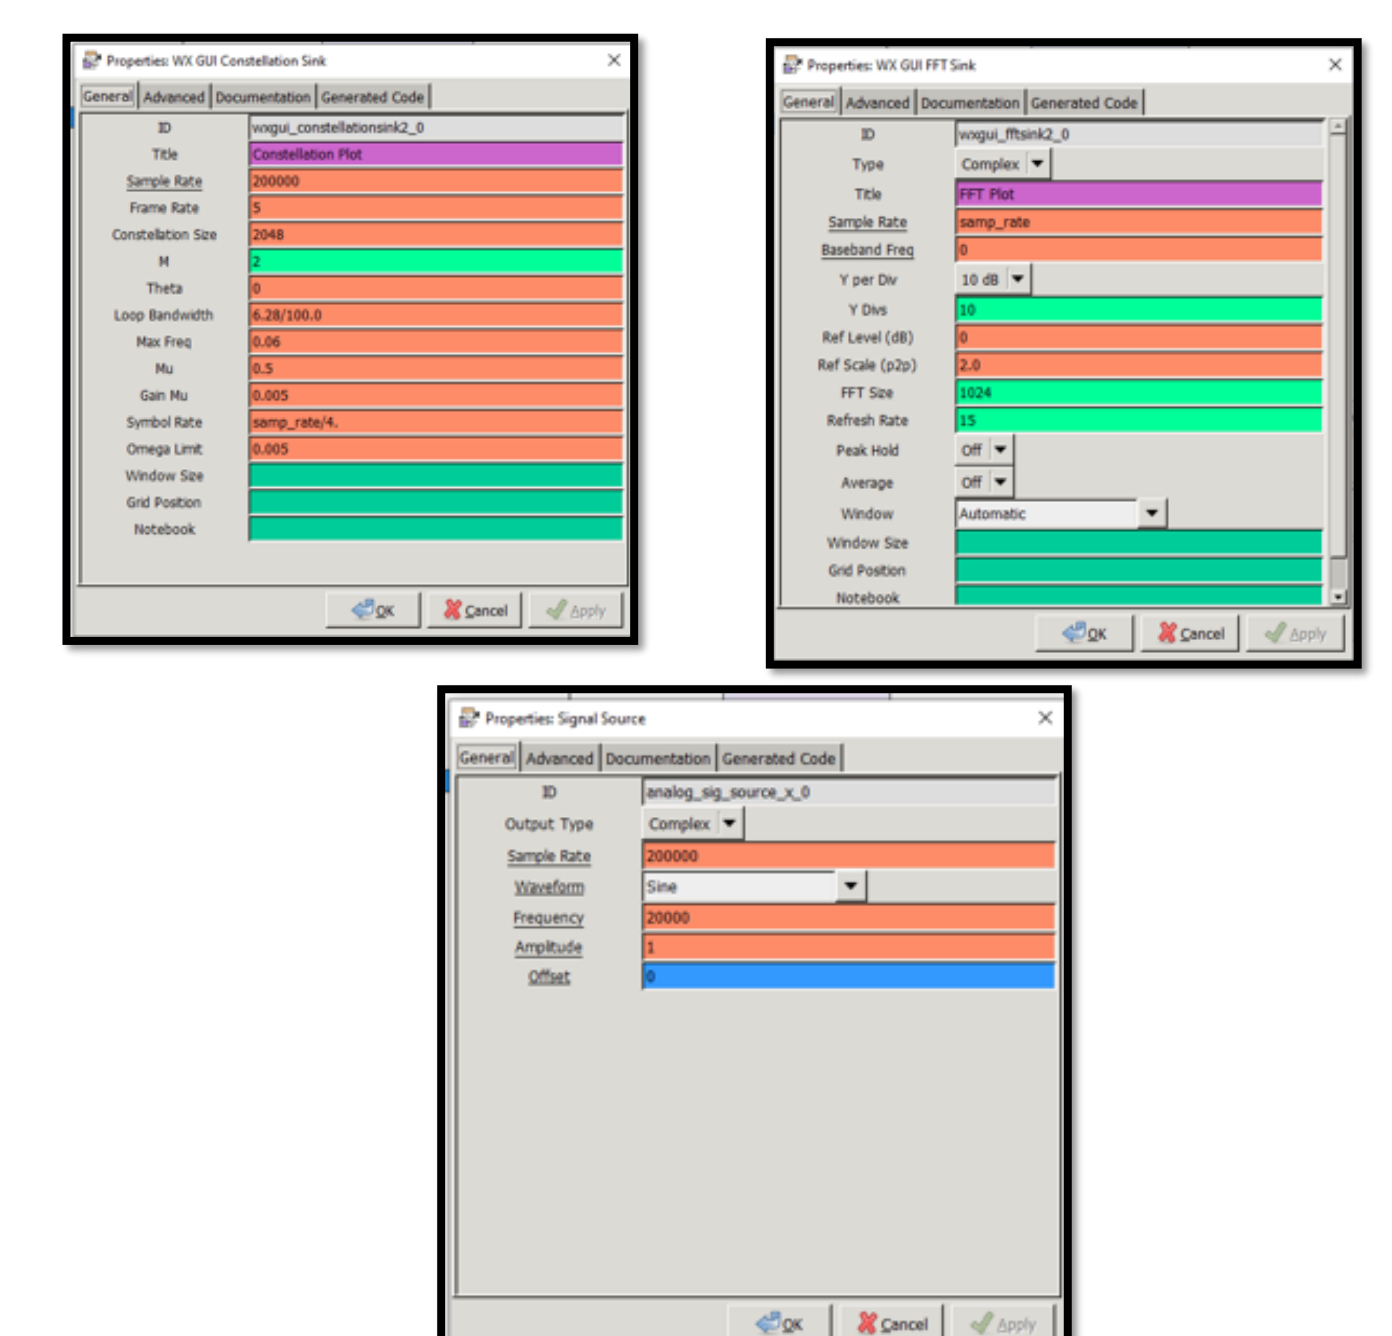 Properties: WX GUI Constellation Sink
General Advanced Documentation Generated Code
ID wxgui_constellationsink2_0
Title Constellation Plot
Sample Rate 200000
Frame Rate 5
Constellation Size 2048
M 2
Theta 0
Loop Bandwidth 6.28/100.0
Max Freq 0.06
Mu 0.5
Gain Mu 0.005
Symbol Rate samp_rate/4.
Omega Limit 0.005
Window Size
Grid Position
Notebook
OK Cancel Apply
Properties: WX GUI FFT Sink
General Advanced Documentation Generated Code
ID wxgui_fftsink2_0
Type Complex
Title FFT Plot
Sample Rate samp_rate
Baseband Freq 0
Y per Div 10 dB
Y Divs 10
Ref Level (dB) 0
Ref Scale (p2p) 2.0
FFT Size 1024
Refresh Rate 15
Peak Hold Off
Average Off
Window Automatic
Window Size
Grid Position
Notebook
OK Cancel Apply
Properties: Signal Source
General Advanced Documentation Generated Code
ID analog_sig_source_x_0
Output Type Complex
Sample Rate 200000
Waveform Sine
Frequency 20000
Amplitude 1
Offset 0
OK Cancel Apply